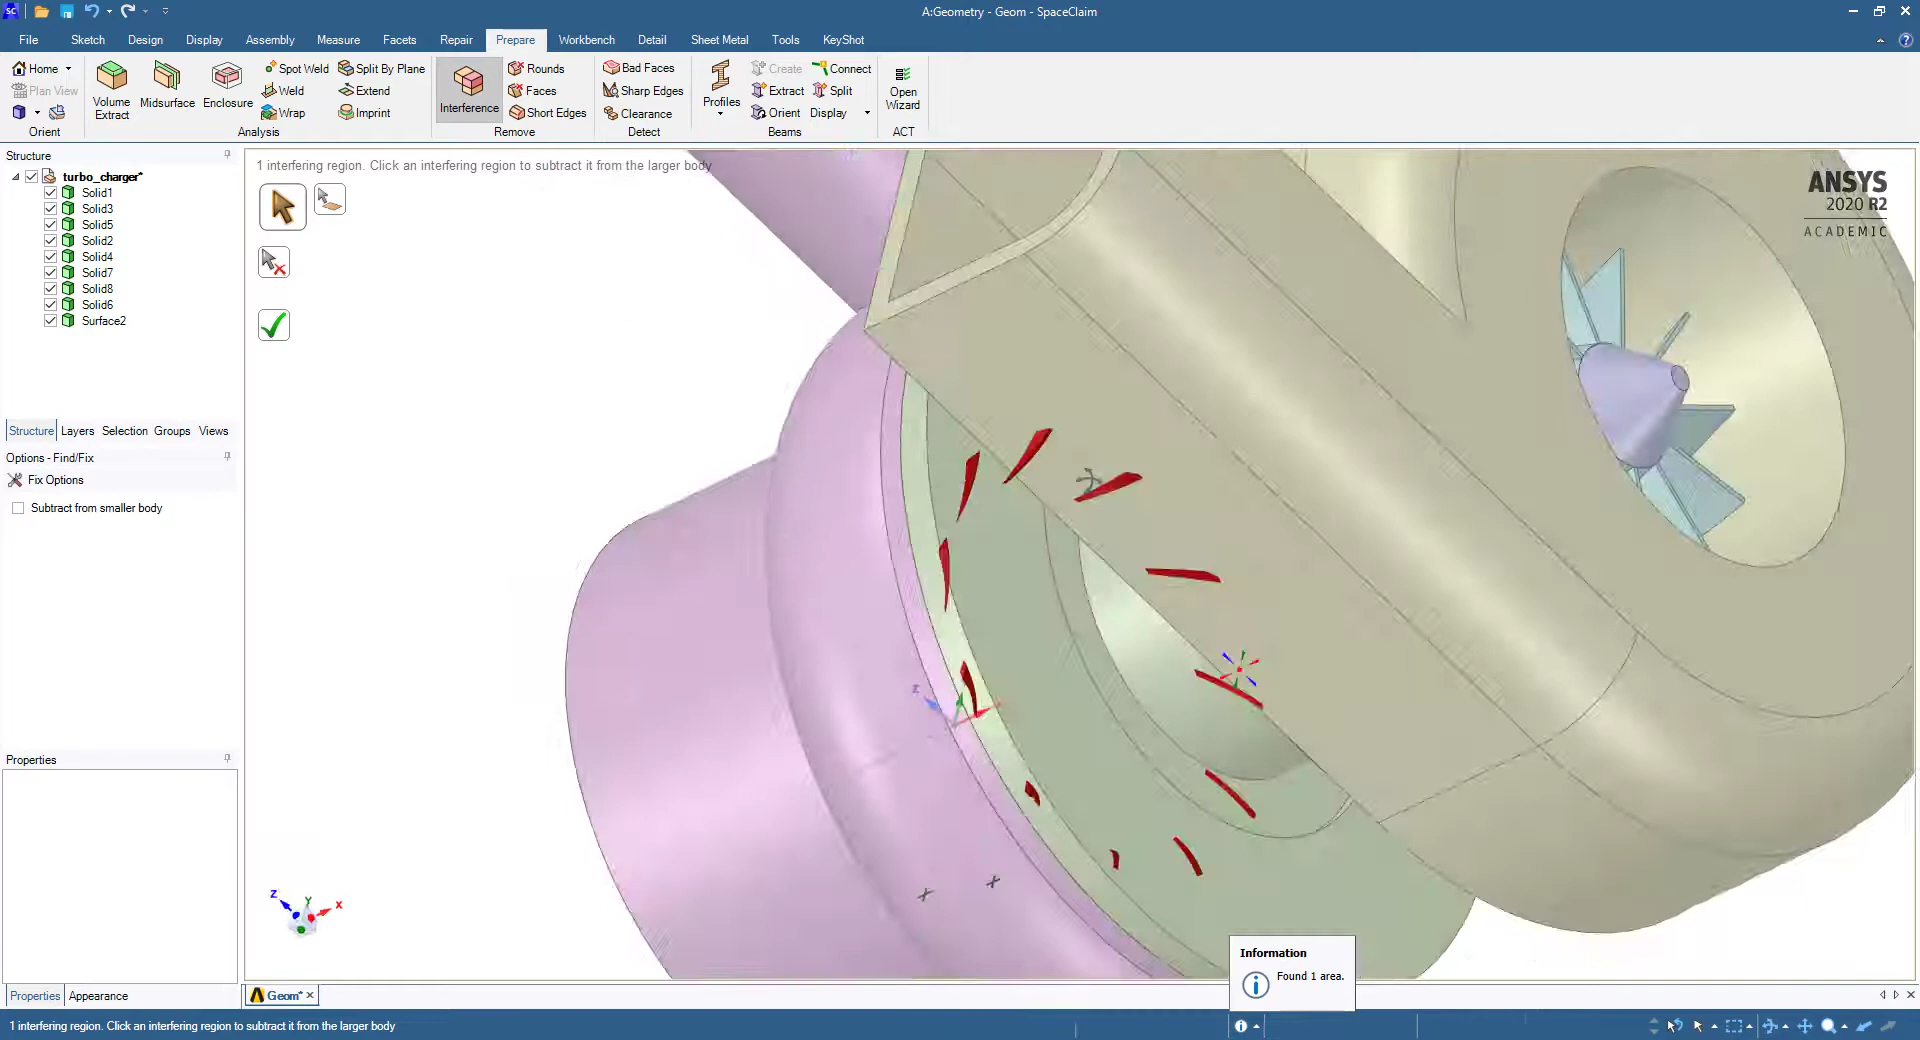 SC
A:Geometry - Geom - SpaceClaim
File Sketch Design Display Assembly Measure Facets Repair Prepare Workbench Detail Sheet Metal Tools KeyShot
Home
Plan View
Orient
Volume Extract
Midsurface
Enclosure
Spot Weld
Weld
Wrap
Split By Plane
Extend
Imprint
Analysis
Interference
Rounds
Faces
Short Edges
Remove
Bad Faces
Sharp Edges
Clearance
Detect
Profiles
Create
Extract
Orient
Connect
Split
Display
Beams
Open Wizard
ACT
Structure
turbo_charger*
Solid1
Solid3
Solid5
Solid2
Solid4
Solid7
Solid8
Solid6
Surface2
Structure Layers Selection Groups Views
Options - Find/Fix
Fix Options
Subtract from smaller body
Properties
Properties Appearance
1 interfering region. Click an interfering region to subtract it from the larger body
ANSYS
2020 R2
ACADEMIC
Z
Z
Y
X
Information
Found 1 area.
Geom*
1 interfering region. Click an interfering region to subtract it from the larger body